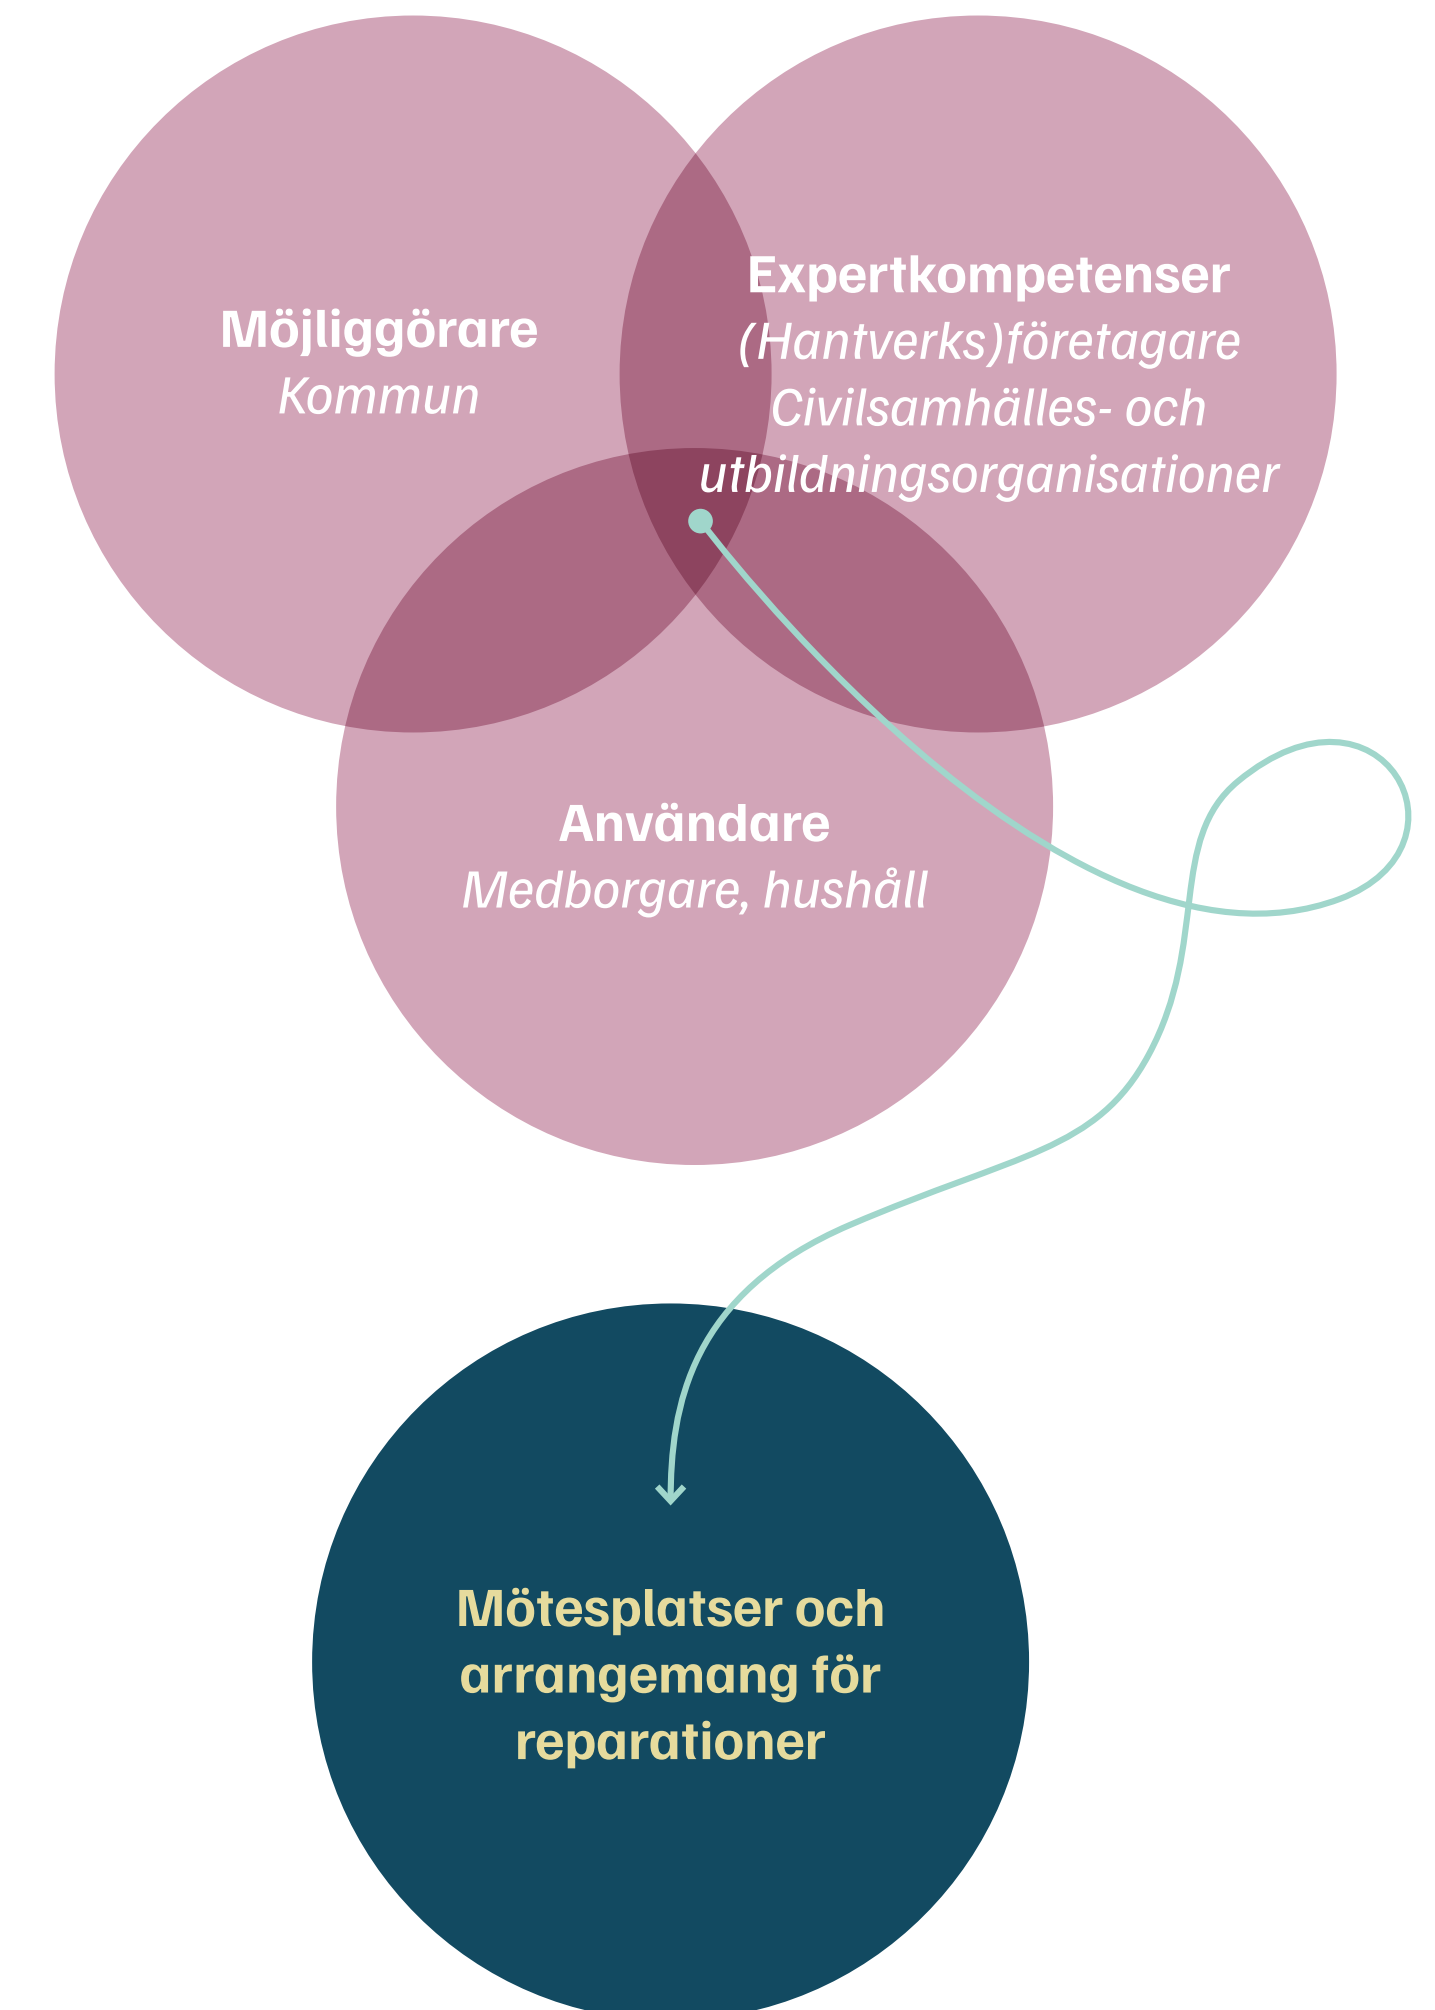 Möjliggörare
Kommun
Expertkompetenser
(Hantverks)företagare
Civilsamhälles- och
utbildningsorganisationer
Användare
Medborgare, hushåll
Mötesplatser och
arrangemang för
reparationer